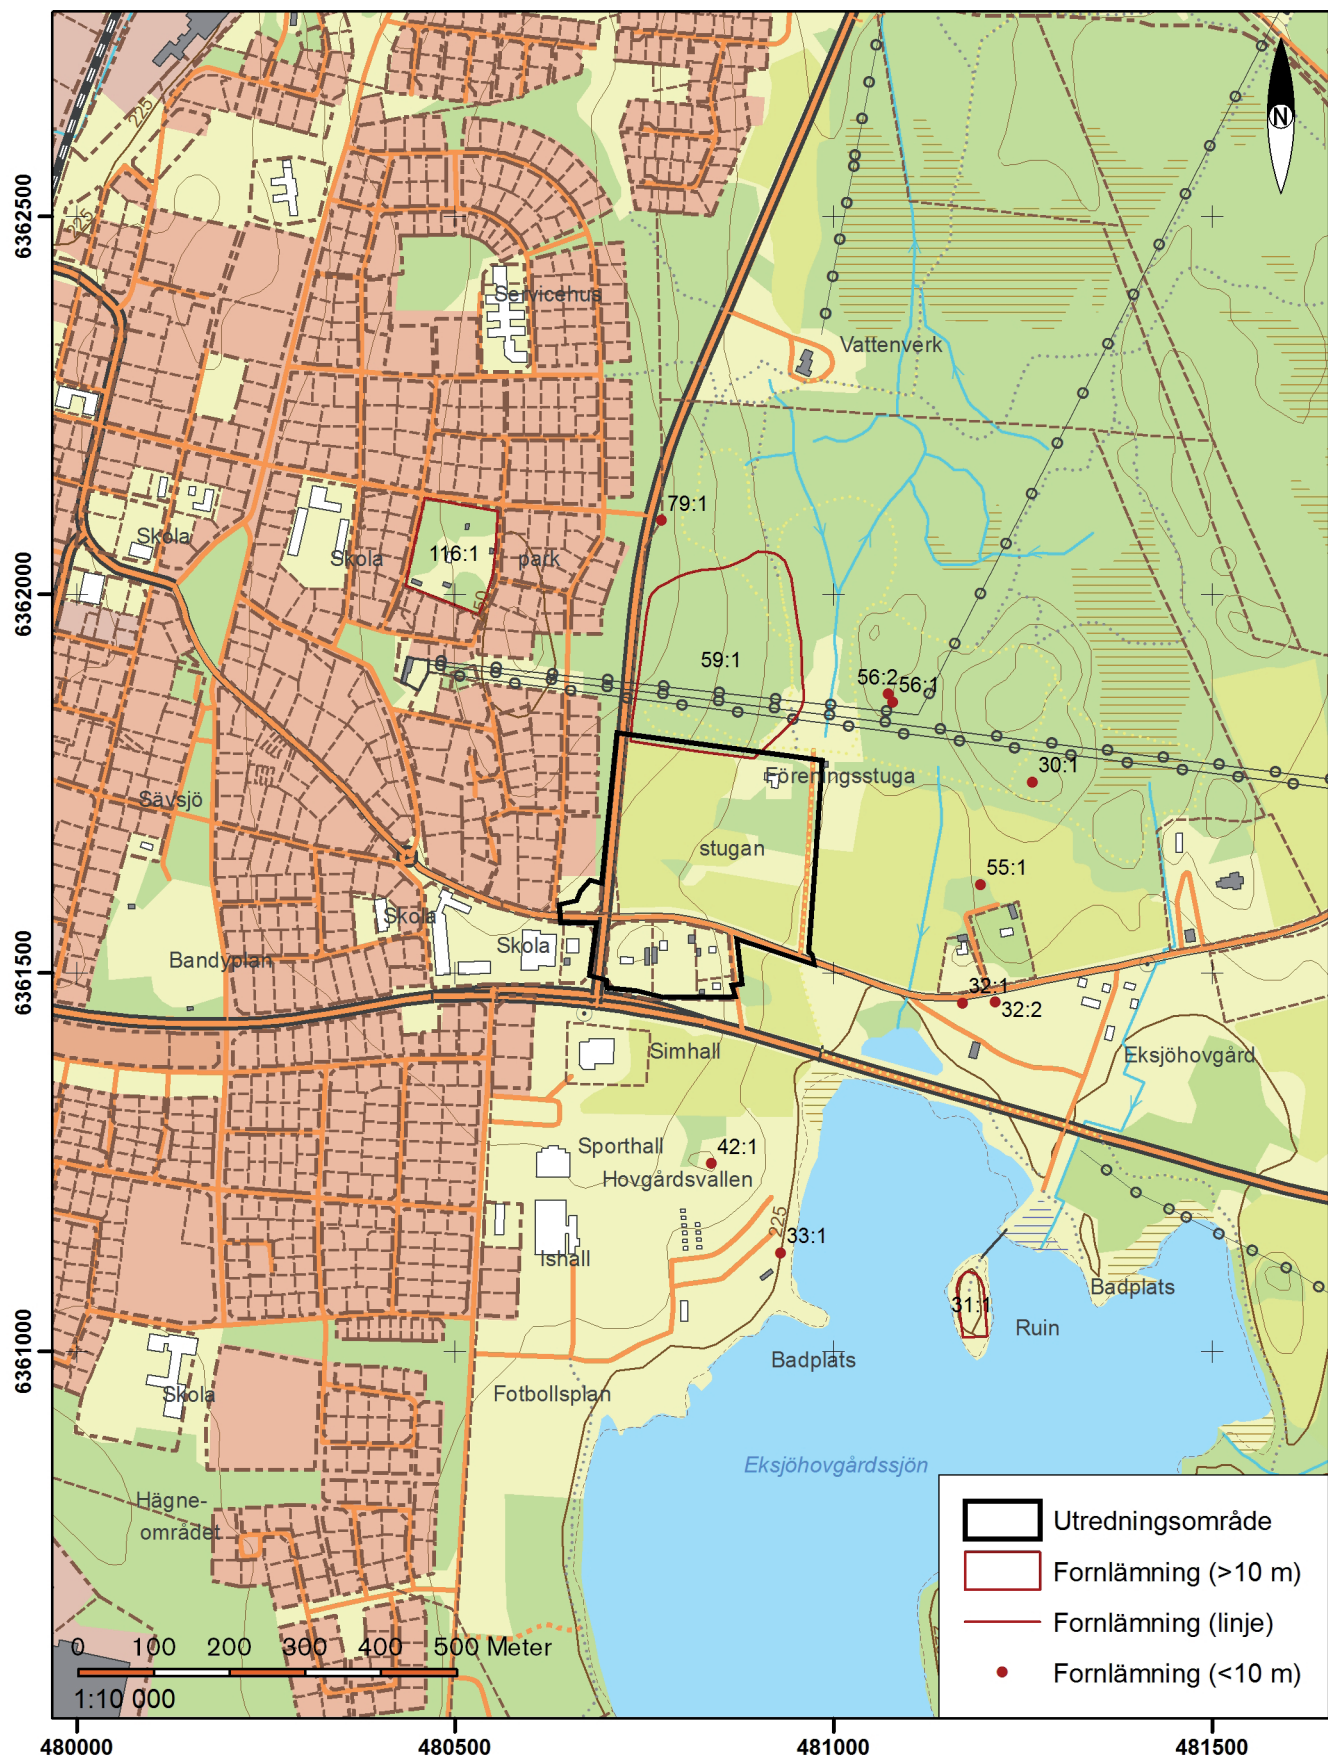 N
225
225
6362500
Servicehus
Vattenverk
79:1
Skola
Skola
116:1
park
6362000
59:1
56:2
56:1
Föreningsstuga
30:1
Sävsjö
stugan
55:1
Skola
Skola
Bandyplan
6361500
32:1
32:2
Simhall
Eksjöhovgård
Sporthall
42:1
Hovgårdsvallen
225
33:1
Ishall
Badplats
31:1
Ruin
6361000
Badplats
Skola
Fotbollsplan
Eksjöhovgårdssjön
Hägne-
området
Utredningsområde
Fornlämning (>10 m)
Fornlämning (linje)
Fornlämning (<10 m)
0 100 200 300 400 500 Meter
1:10 000
480000 480500 481000 481500